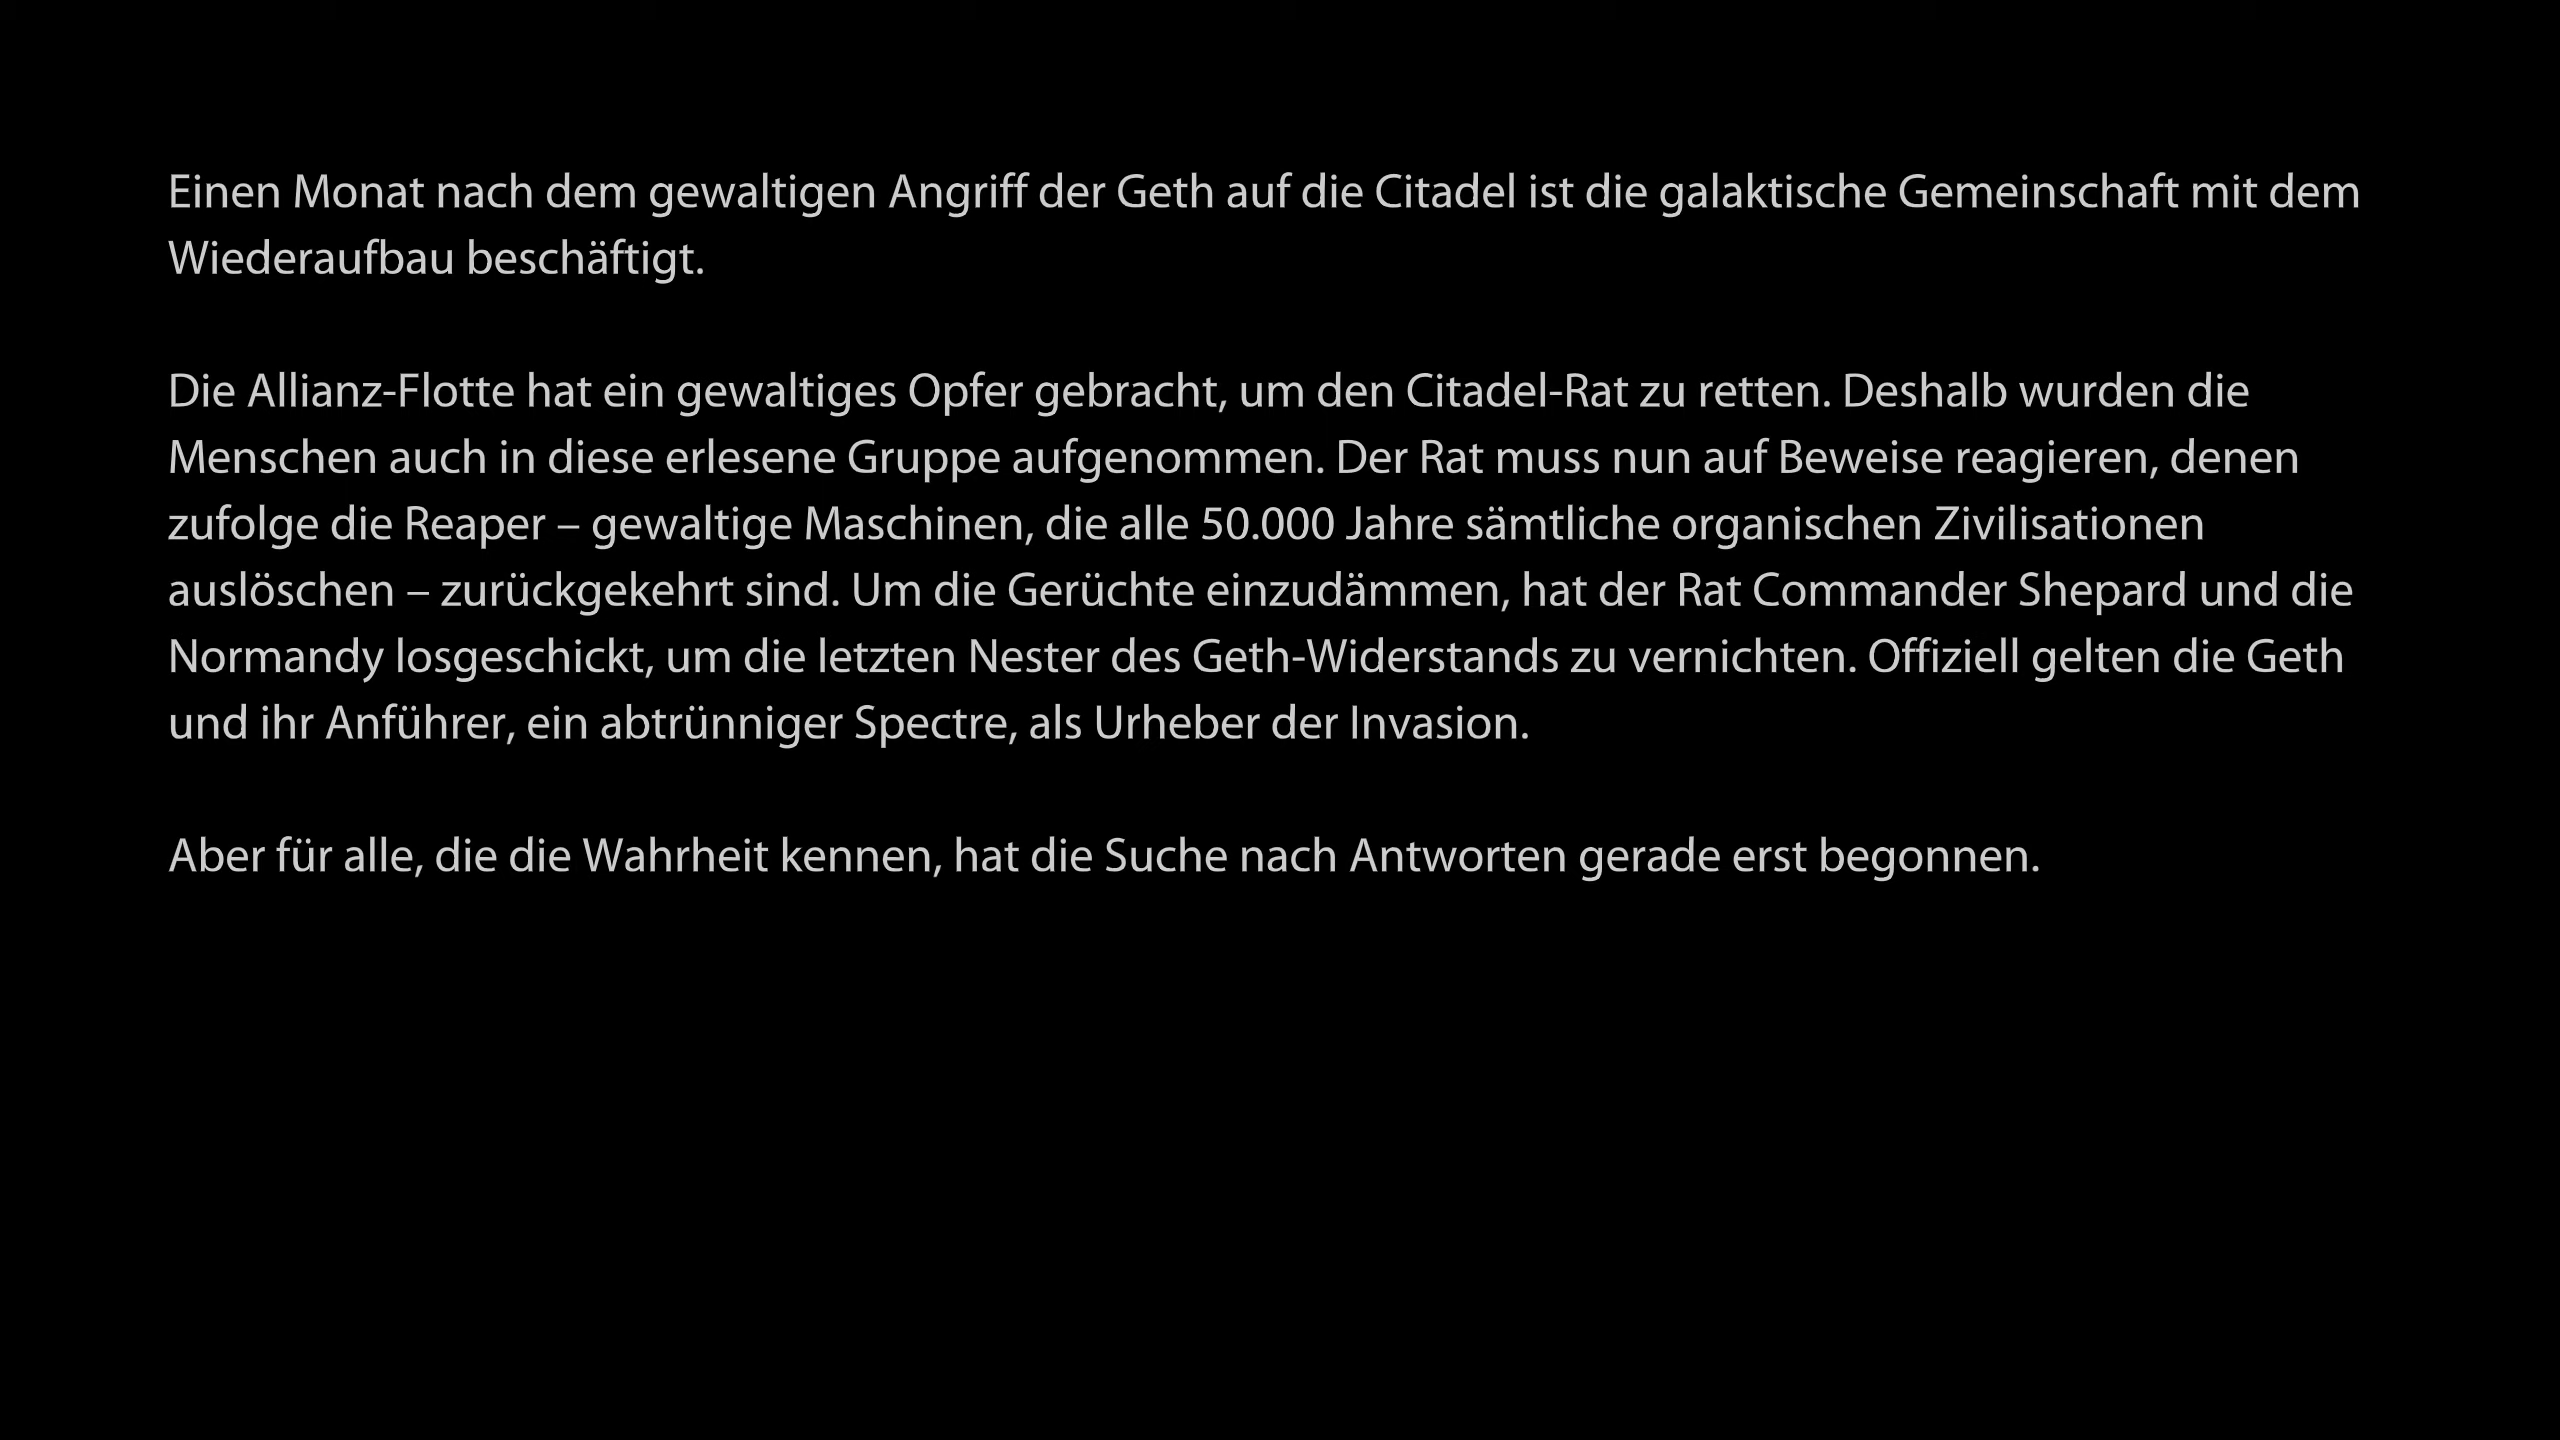 Einen Monat nach dem gewaltigen Angriff der Geth auf die Citadel ist die galaktische Gemeinschaft mit dem
Wiederaufbau beschäftigt.
Die Allianz-Flotte hat ein gewaltiges Opfer gebracht, um den Citadel-Rat zu retten. Deshalb wurden die
Menschen auch in diese erlesene Gruppe aufgenommen. Der Rat muss nun auf Beweise reagieren, denen
zufolge die Reaper – gewaltige Maschinen, die alle 50.000 Jahre sämtliche organischen Zivilisationen
auslöschen – zurückgekehrt sind. Um die Gerüchte einzudämmen, hat der Rat Commander Shepard und die
Normandy losgeschickt, um die letzten Nester des Geth-Widerstands zu vernichten. Offiziell gelten die Geth
und ihr Anführer, ein abtrünniger Spectre, als Urheber der Invasion.
Aber für alle, die die Wahrheit kennen, hat die Suche nach Antworten gerade erst begonnen.